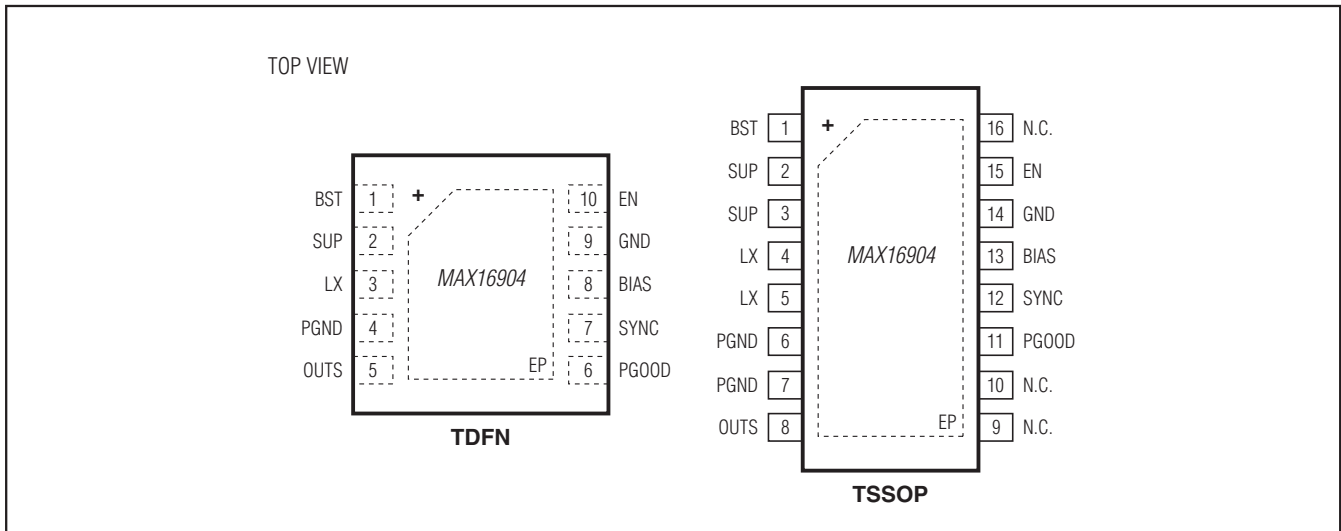 TOP VIEW
BST 1 + 10 EN
SUP 2 9 GND
LX 3 MAX16904 8 BIAS
PGND 4 7 SYNC
OUTS 5 EP 6 PGOOD
TDFN
BST 1 + 16 N.C.
SUP 2 15 EN
SUP 3 14 GND
LX 4 MAX16904 13 BIAS
LX 5 12 SYNC
PGND 6 11 PGOOD
PGND 7 10 N.C.
OUTS 8 EP 9 N.C.
TSSOP